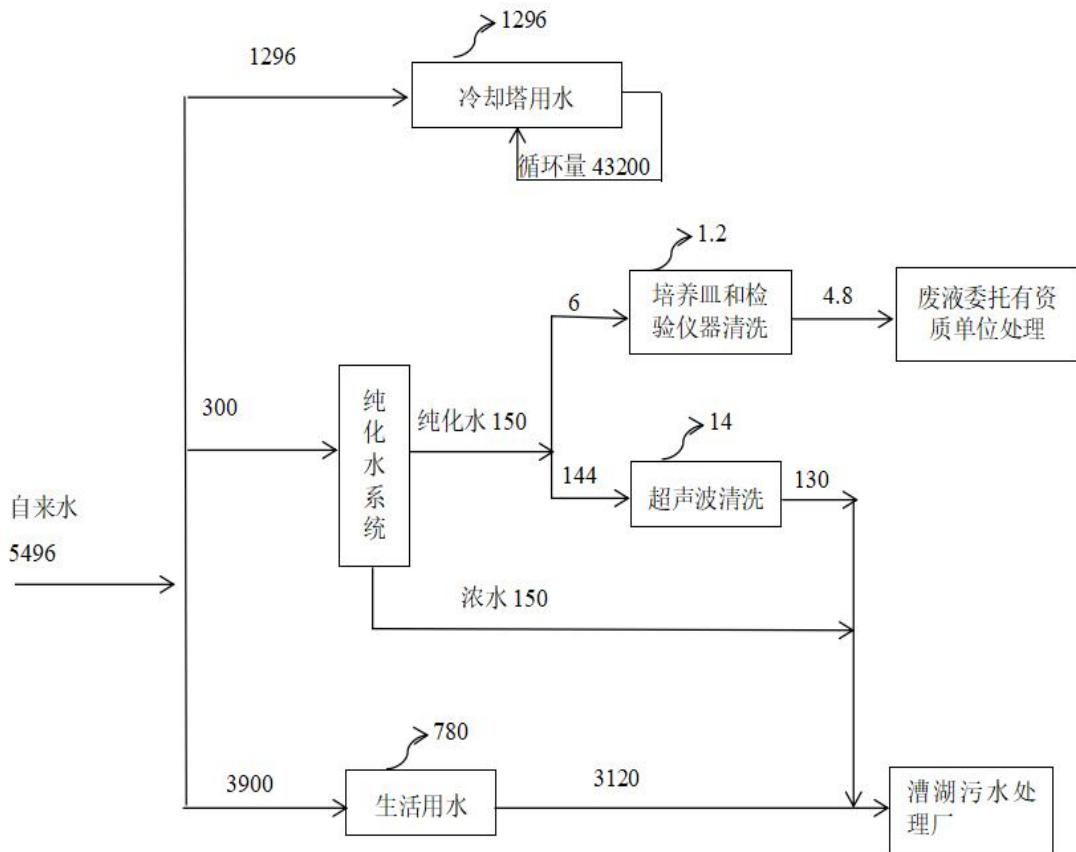 1296
1296
冷却塔用水
循环量 43200
1.2
6
培养皿和检
验仪器清洗
4.8
废液委托有资
质单位处理
300
纯化水系统
纯化水 150
14
144
超声波清洗
130
自来水
5496
浓水 150
780
3900
生活用水
3120
漕湖污水处
理厂